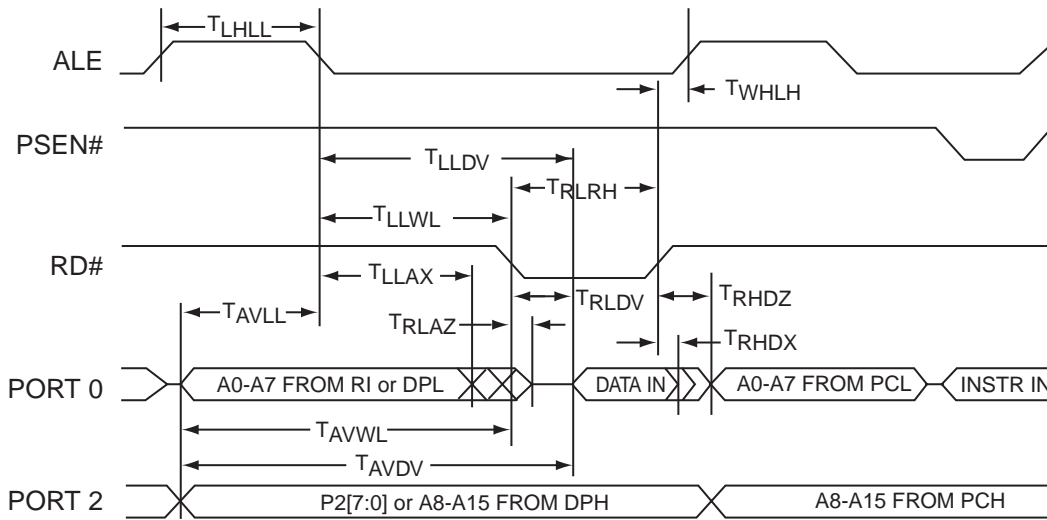 TLHLL
ALE
TWHLH
PSEN#
TLLDV
TRLRH
TLLWL
RD#
TLLAX
TRLDV
TRHDZ
TAVLL
TRLAZ
TRHDX
PORT 0
A0-A7 FROM RI or DPL
DATA IN
A0-A7 FROM PCL
INSTR IN
TAVWL
TAVDV
PORT 2
P2[7:0] or A8-A15 FROM DPH
A8-A15 FROM PCH